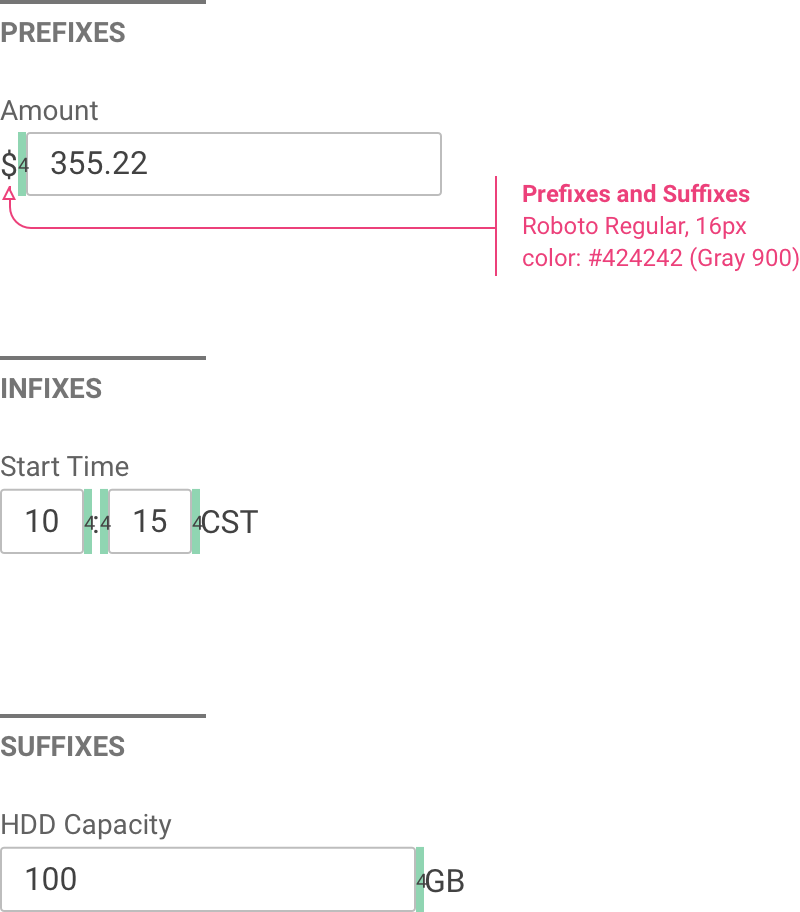 PREFIXES
Amount
$ 4 355.22
Prefixes and Suffixes
Roboto Regular, 16px
color: #424242 (Gray 900)
INFIXES
Start Time
10 4 : 4 15 4 CST
SUFFIXES
HDD Capacity
100 4 GB